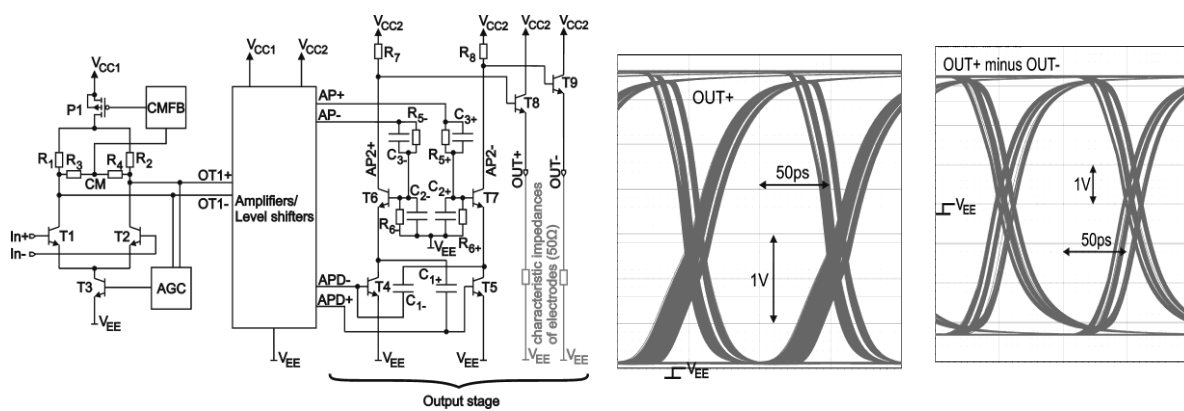 VCC2 VCC2 VCC2 VCC2
R7 R8
VCC1 VCC2
VCC1
T9
T8
P1 CMFB
AP+
AP-
R5- C3+
C3- R5+
R1 R3 R4 R2
CM
OT1+
OT1-
Amplifiers/
Level shifters
AP2+ AP2-
OUT+ OUT-
T6 C2- C2+ T7
R6- R6+
VEE
In+
In-
T1 T2
T3 AGC
VEE
APD-
APD+
T4 C1+ T5
C1-
characteristic impedances
of electrodes (50Ω)
VEE VEE VEE VEE VEE
Output stage
OUT+
50ps
1V
VEE
OUT+ minus OUT-
1V
VEE
50ps